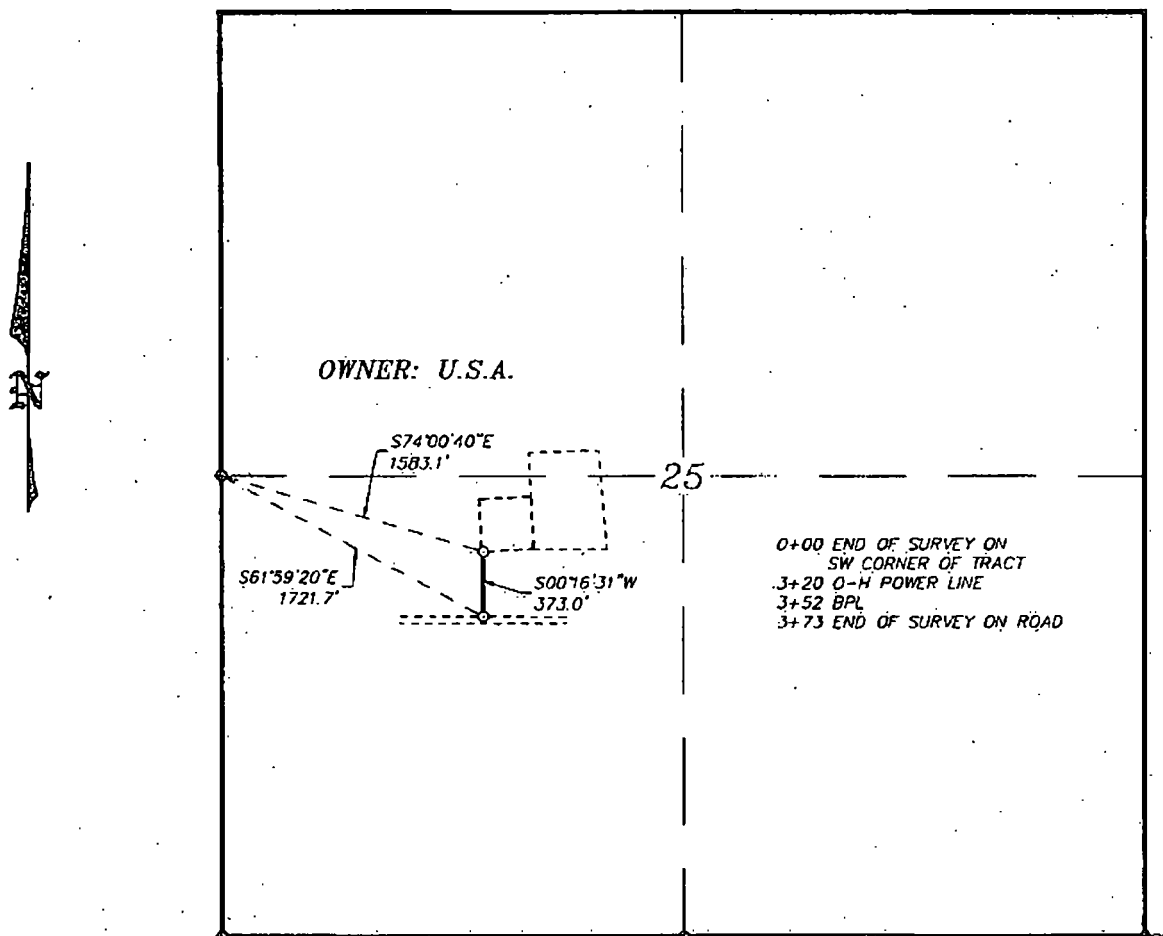 OWNER: U.S.A.
S74°00'40"E
1583.1'
25
S61°59'20"E
1721.7'
S00°16'31"W
373.0'
0+00 END OF SURVEY ON
SW CORNER OF TRACT
3+20 O-H POWER LINE
3+52 BPL
3+73 END OF SURVEY ON ROAD